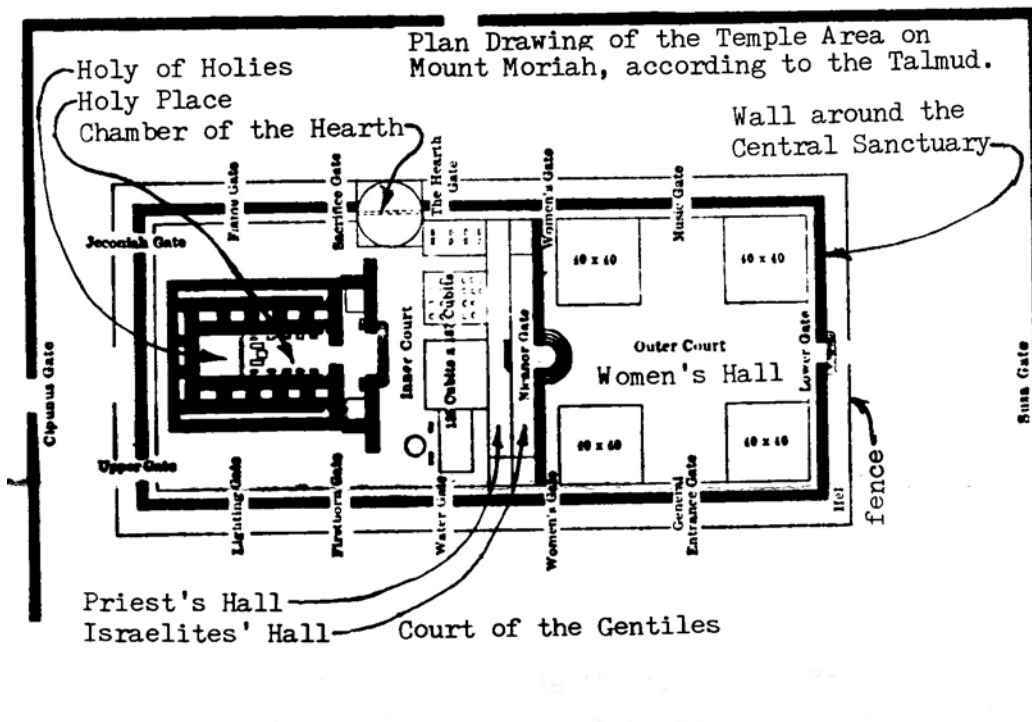 Plan Drawing of the Temple Area on
Mount Moriah, according to the Talmud.
Holy of Holies
Holy Place
Chamber of the Hearth
Wall around the
Central Sanctuary
Flame Gate
Sacrifice Gate
The Hearth
Gate
Women's Gate
Music Gate
Jeconiah Gate
40 x 40
40 x 40
Inner Court
Cubits
Nicanor Gate
Outer Court
Women's Hall
Lower Gate
Cipunus Gate
Susa Gate
40 x 40
40 x 40
Upper Gate
Lighting Gate
Firstborn Gate
Water Gate
Women's Gate
General
Entrance Gate
Hel
fence
Priest's Hall
Israelites' Hall
Court of the Gentiles